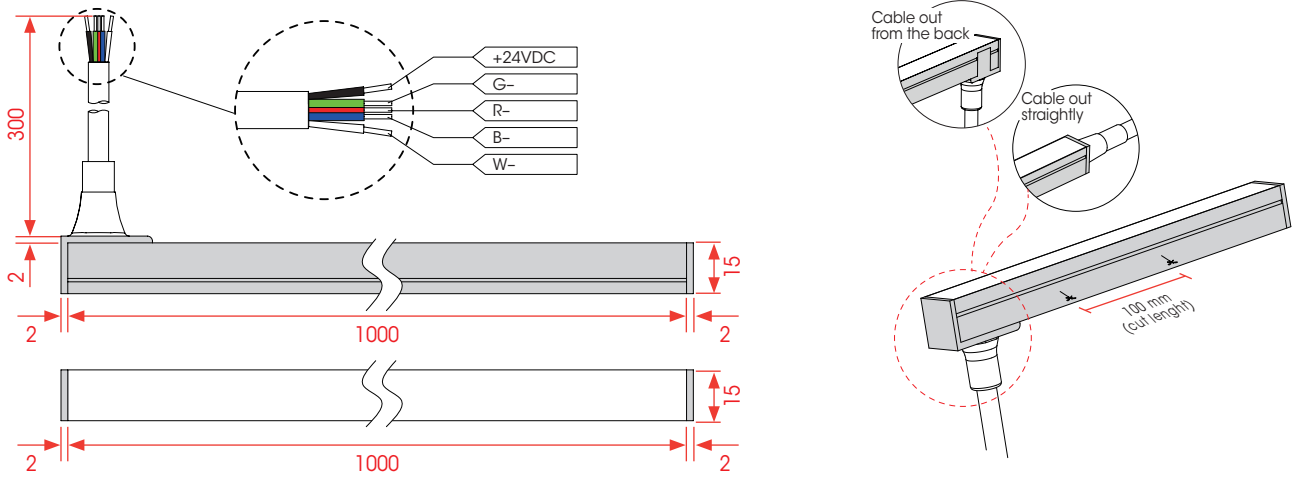 +24VDC
G–
R–
B–
W–
300
2
15
2
1000
2
15
2
1000
2
Cable out
from the back
Cable out
straightly
100 mm
(cut lenght)